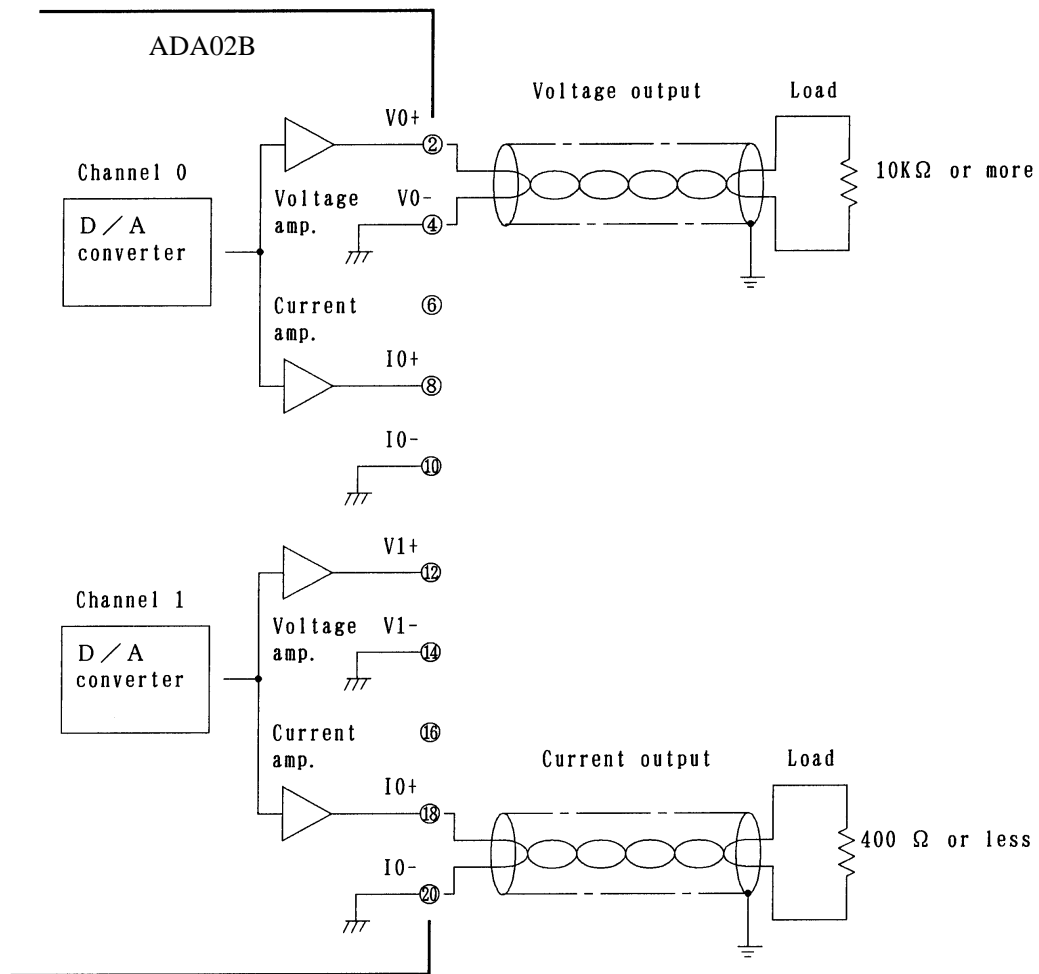 ADA02B
Voltage output
Load
V0+
②
Channel 0
10KΩ or more
Voltage
amp.
V0-
④
D／A
converter
Current
amp.
⑥
I0+
⑧
I0-
⑩
V1+
⑫
Channel 1
Voltage
amp.
V1-
⑭
D／A
converter
Current
amp.
⑯
Current output
Load
I0+
⑱
400 Ω or less
I0-
⑳